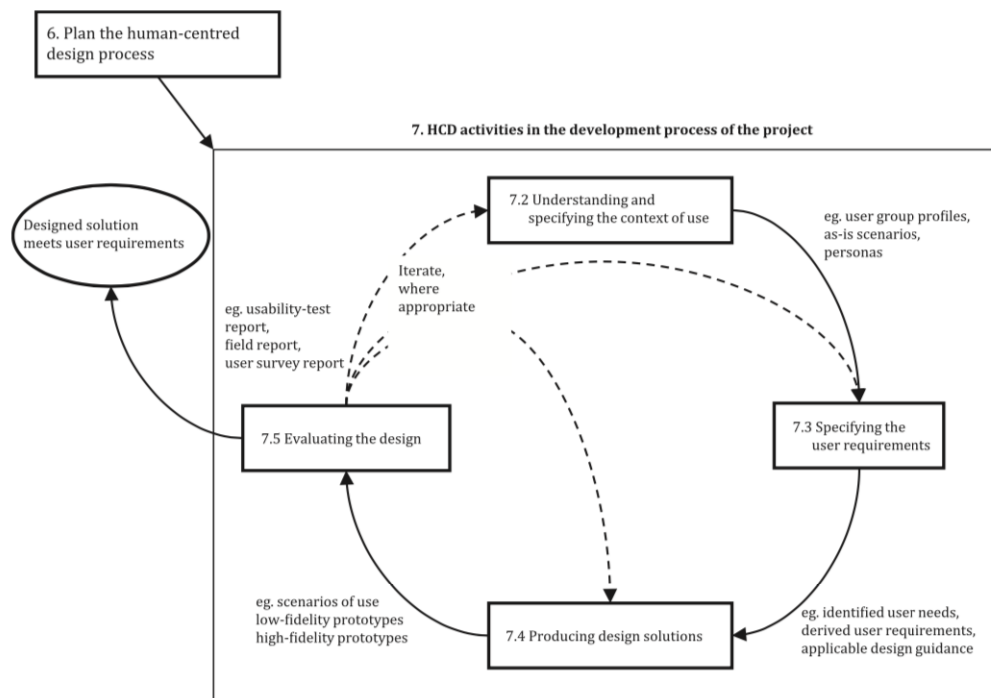 6. Plan the human-centred
design process
7. HCD activities in the development process of the project
Designed solution
meets user requirements
7.2 Understanding and
specifying the context of use
eg. user group profiles,
as-is scenarios,
personas
Iterate,
where
appropriate
eg. usability-test
report,
field report,
user survey report
7.5 Evaluating the design
7.3 Specifying the
user requirements
eg. scenarios of use
low-fidelity prototypes
high-fidelity prototypes
7.4 Producing design solutions
eg. identified user needs,
derived user requirements,
applicable design guidance